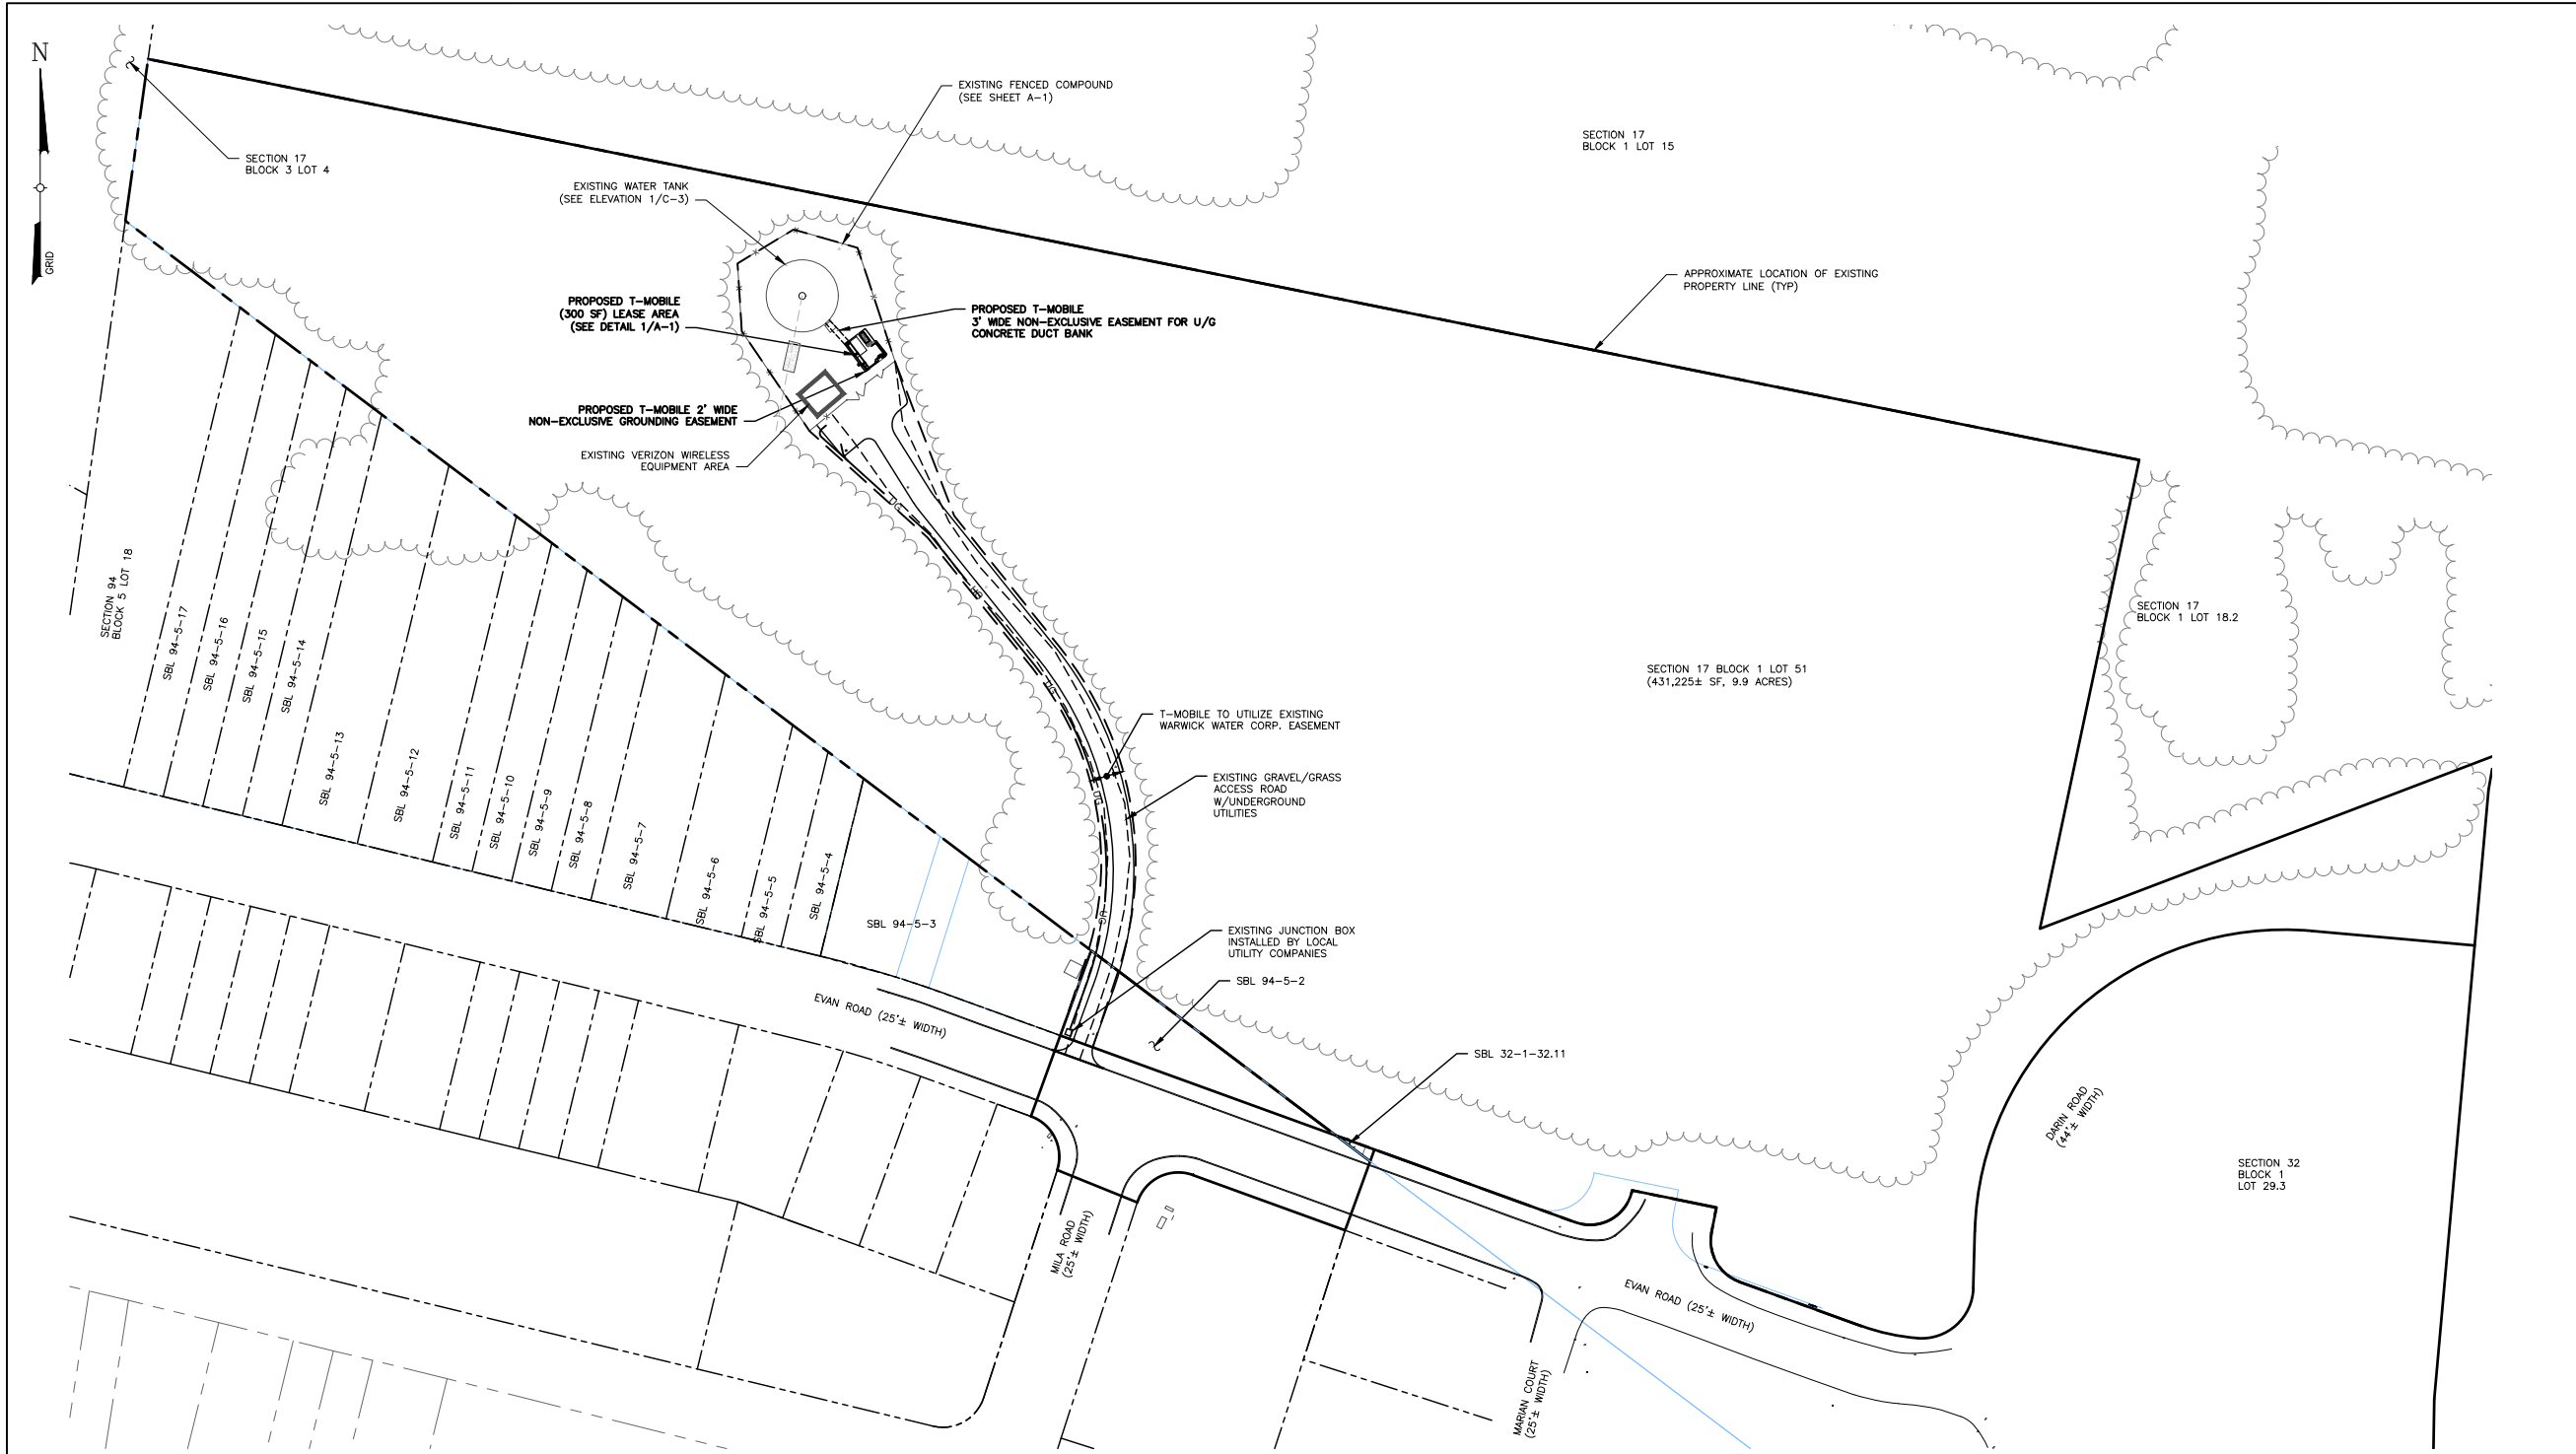 N
GRID
SECTION 17
BLOCK 3 LOT 4
EXISTING FENCED COMPOUND
(SEE SHEET A-1)
SECTION 17
BLOCK 1 LOT 15
EXISTING WATER TANK
(SEE ELEVATION 1/C-3)
APPROXIMATE LOCATION OF EXISTING
PROPERTY LINE (TYP)
PROPOSED T-MOBILE
(300 SF) LEASE AREA
(SEE DETAIL 1/A-1)
PROPOSED T-MOBILE
3' WIDE NON-EXCLUSIVE EASEMENT FOR U/G
CONCRETE DUCT BANK
PROPOSED T-MOBILE 2' WIDE
NON-EXCLUSIVE GROUNDING EASEMENT
EXISTING VERIZON WIRELESS
EQUIPMENT AREA
UG
UG
UG
UG
UG
SECTION 94
BLOCK 5 LOT 18
SBL 94-5-17
SBL 94-5-16
SBL 94-5-15
SBL 94-5-14
SBL 94-5-13
SBL 94-5-12
SBL 94-5-11
SBL 94-5-10
SBL 94-5-9
SBL 94-5-8
SBL 94-5-7
SBL 94-5-6
SBL 94-5-5
SBL 94-5-4
SBL 94-5-3
SECTION 17
BLOCK 1 LOT 18.2
SECTION 17 BLOCK 1 LOT 51
(431,225± SF, 9.9 ACRES)
T-MOBILE TO UTILIZE EXISTING
WARWICK WATER CORP. EASEMENT
EXISTING GRAVEL/GRASS
ACCESS ROAD
W/UNDERGROUND
UTILITIES
EXISTING JUNCTION BOX
INSTALLED BY LOCAL
UTILITY COMPANIES
SBL 94-5-2
EVAN ROAD (25'± WIDTH)
SBL 32-1-32.11
DARIN ROAD
(44'± WIDTH)
SECTION 32
BLOCK 1
LOT 29.3
MILA ROAD
(25'± WIDTH)
EVAN ROAD (25'± WIDTH)
MARIAN COURT
(25'± WIDTH)